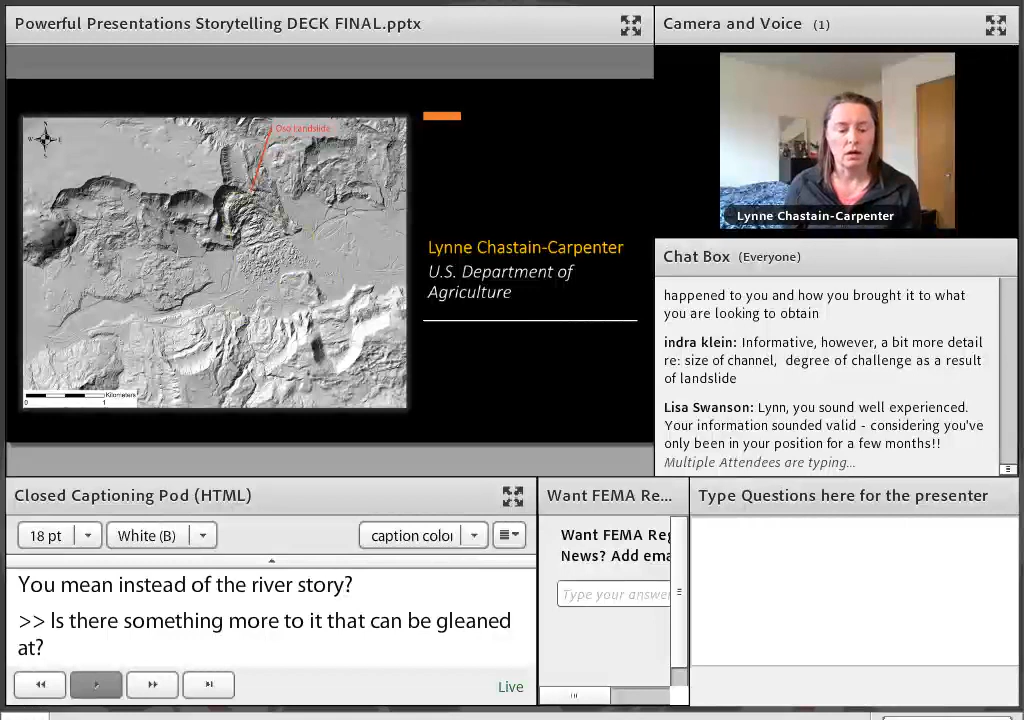 Powerful Presentations Storytelling DECK FINAL.pptx
Oso Landslide
Kilometers
0 1
Lynne Chastain-Carpenter
U.S. Department of
Agriculture
Camera and Voice (1)
Lynne Chastain-Carpenter
Chat Box (Everyone)
happened to you and how you brought it to what
you are looking to obtain
indra klein: Informative, however, a bit more detail
re: size of channel, degree of challenge as a result
of landslide
Lisa Swanson: Lynn, you sound well experienced.
Your information sounded valid - considering you've
only been in your position for a few months!!
Multiple Attendees are typing...
Closed Captioning Pod (HTML)
18 pt
White (B)
caption color
You mean instead of the river story?
>> Is there something more to it that can be gleaned
at?
Live
Want FEMA Re...
Want FEMA Reg
News? Add ema
Type your answer
Type Questions here for the presenter